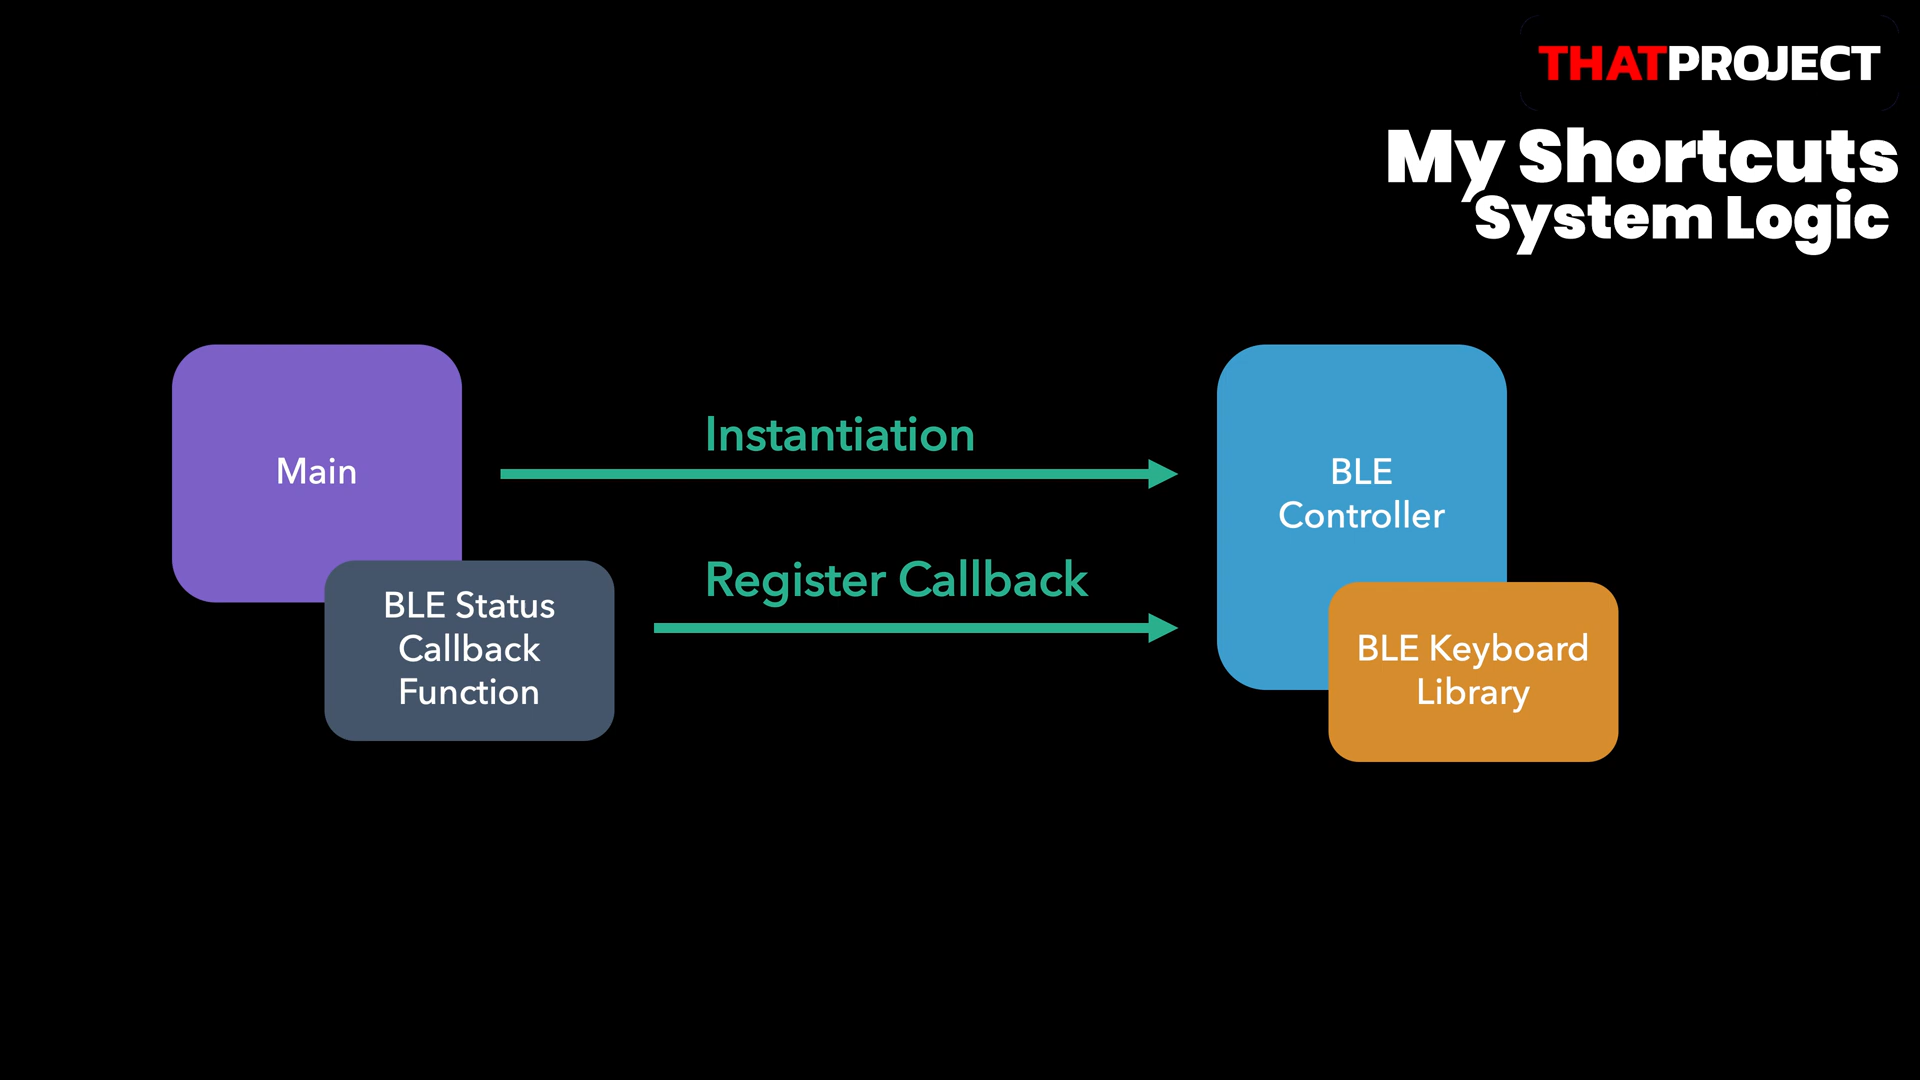 THATPROJECT
My Shortcuts
System Logic
Main
Instantiation
BLE
Controller
BLE Status
Callback
Function
Register Callback
BLE Keyboard
Library